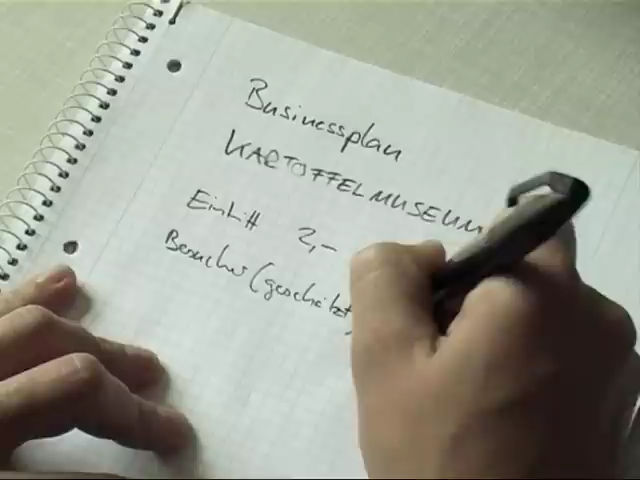 Businessplan
KARTOFFELMUSEUM
Eintritt 2,-
Besucher (geschätzt)